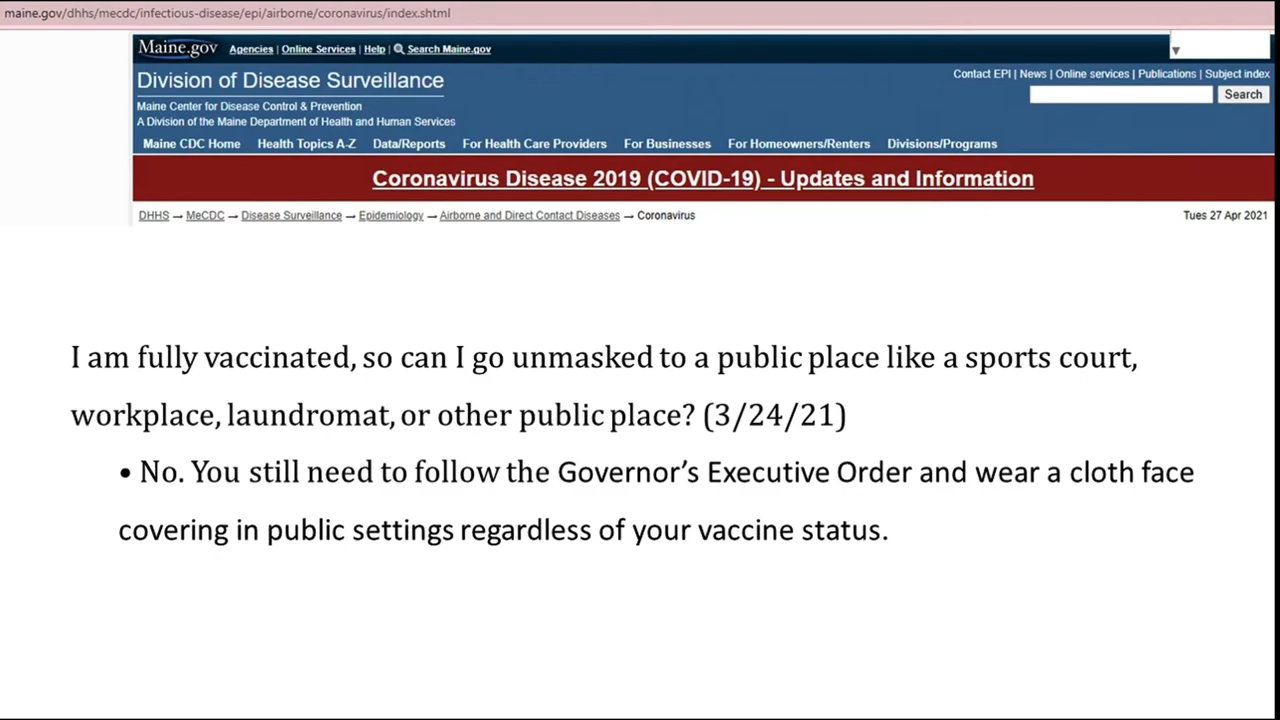 maine.gov/dhhs/mecdc/infectious-disease/epi/airborne/coronavirus/index.shtml
Maine.gov Agencies | Online Services | Help | Search Maine.gov
Division of Disease Surveillance
Contact EPI | News | Online services | Publications | Subject index
Search
Maine Center for Disease Control & Prevention
A Division of the Maine Department of Health and Human Services
Maine CDC Home Health Topics A-Z Data/Reports For Health Care Providers For Businesses For Homeowners/Renters Divisions/Programs
Coronavirus Disease 2019 (COVID-19) - Updates and Information
DHHS → MeCDC → Disease Surveillance → Epidemiology → Airborne and Direct Contact Diseases → Coronavirus Tues 27 Apr 2021
I am fully vaccinated, so can I go unmasked to a public place like a sports court,
workplace, laundromat, or other public place? (3/24/21)
• No. You still need to follow the Governor’s Executive Order and wear a cloth face
covering in public settings regardless of your vaccine status.